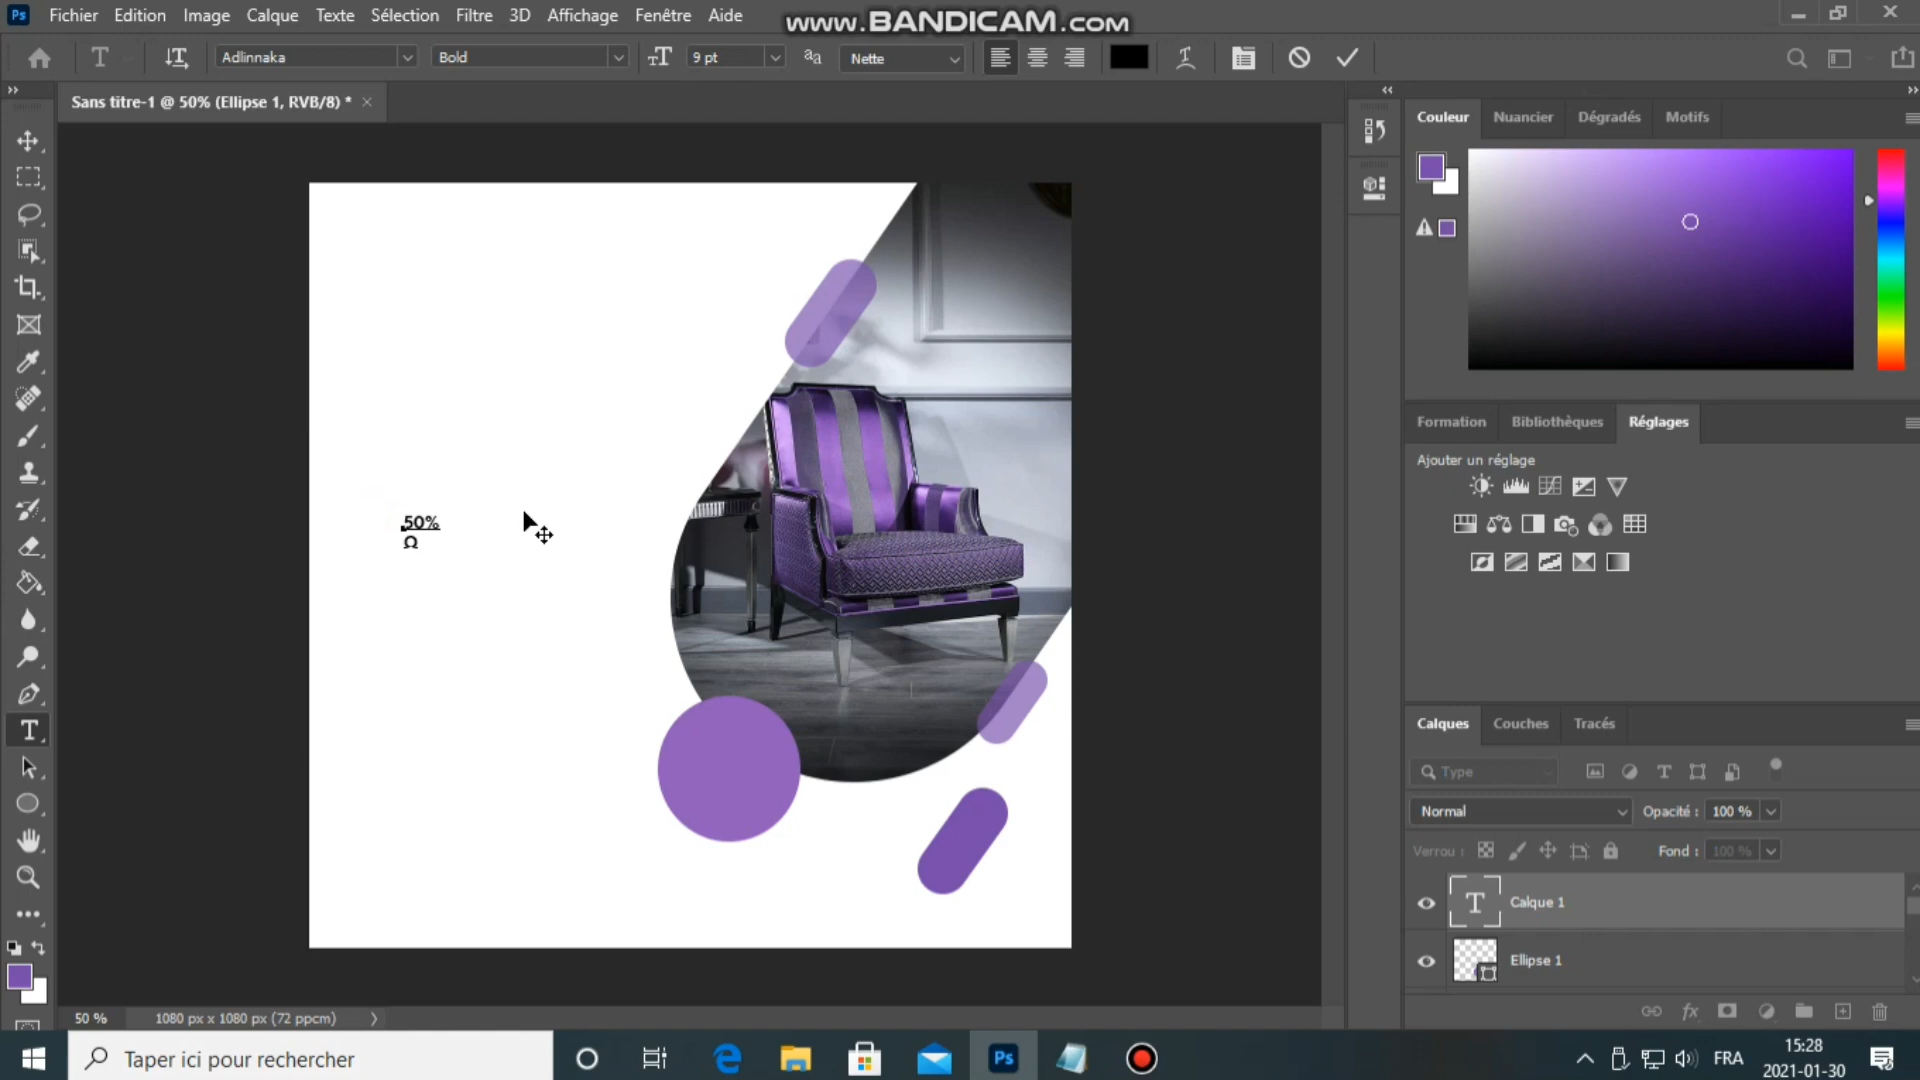 Fichier Edition Image Calque Texte Sélection Filtre 3D Affichage Fenêtre Aide
www.BANDICAM.com
Adlinnaka Bold 9 pt Nette
Sans titre-1 @ 50% (Ellipse 1, RVB/8) *
Couleur Nuancier Dégradés Motifs
Formation Bibliothèques Réglages
Ajouter un réglage
50%
Ω
Calques Couches Tracés
Type
Normal Opacité : 100 %
Verrou : Fond : 100 %
T Calque 1
Ellipse 1
50 % 1080 px x 1080 px (72 ppcm)
Taper ici pour rechercher
Ps
FRA
15:28
2021-01-30